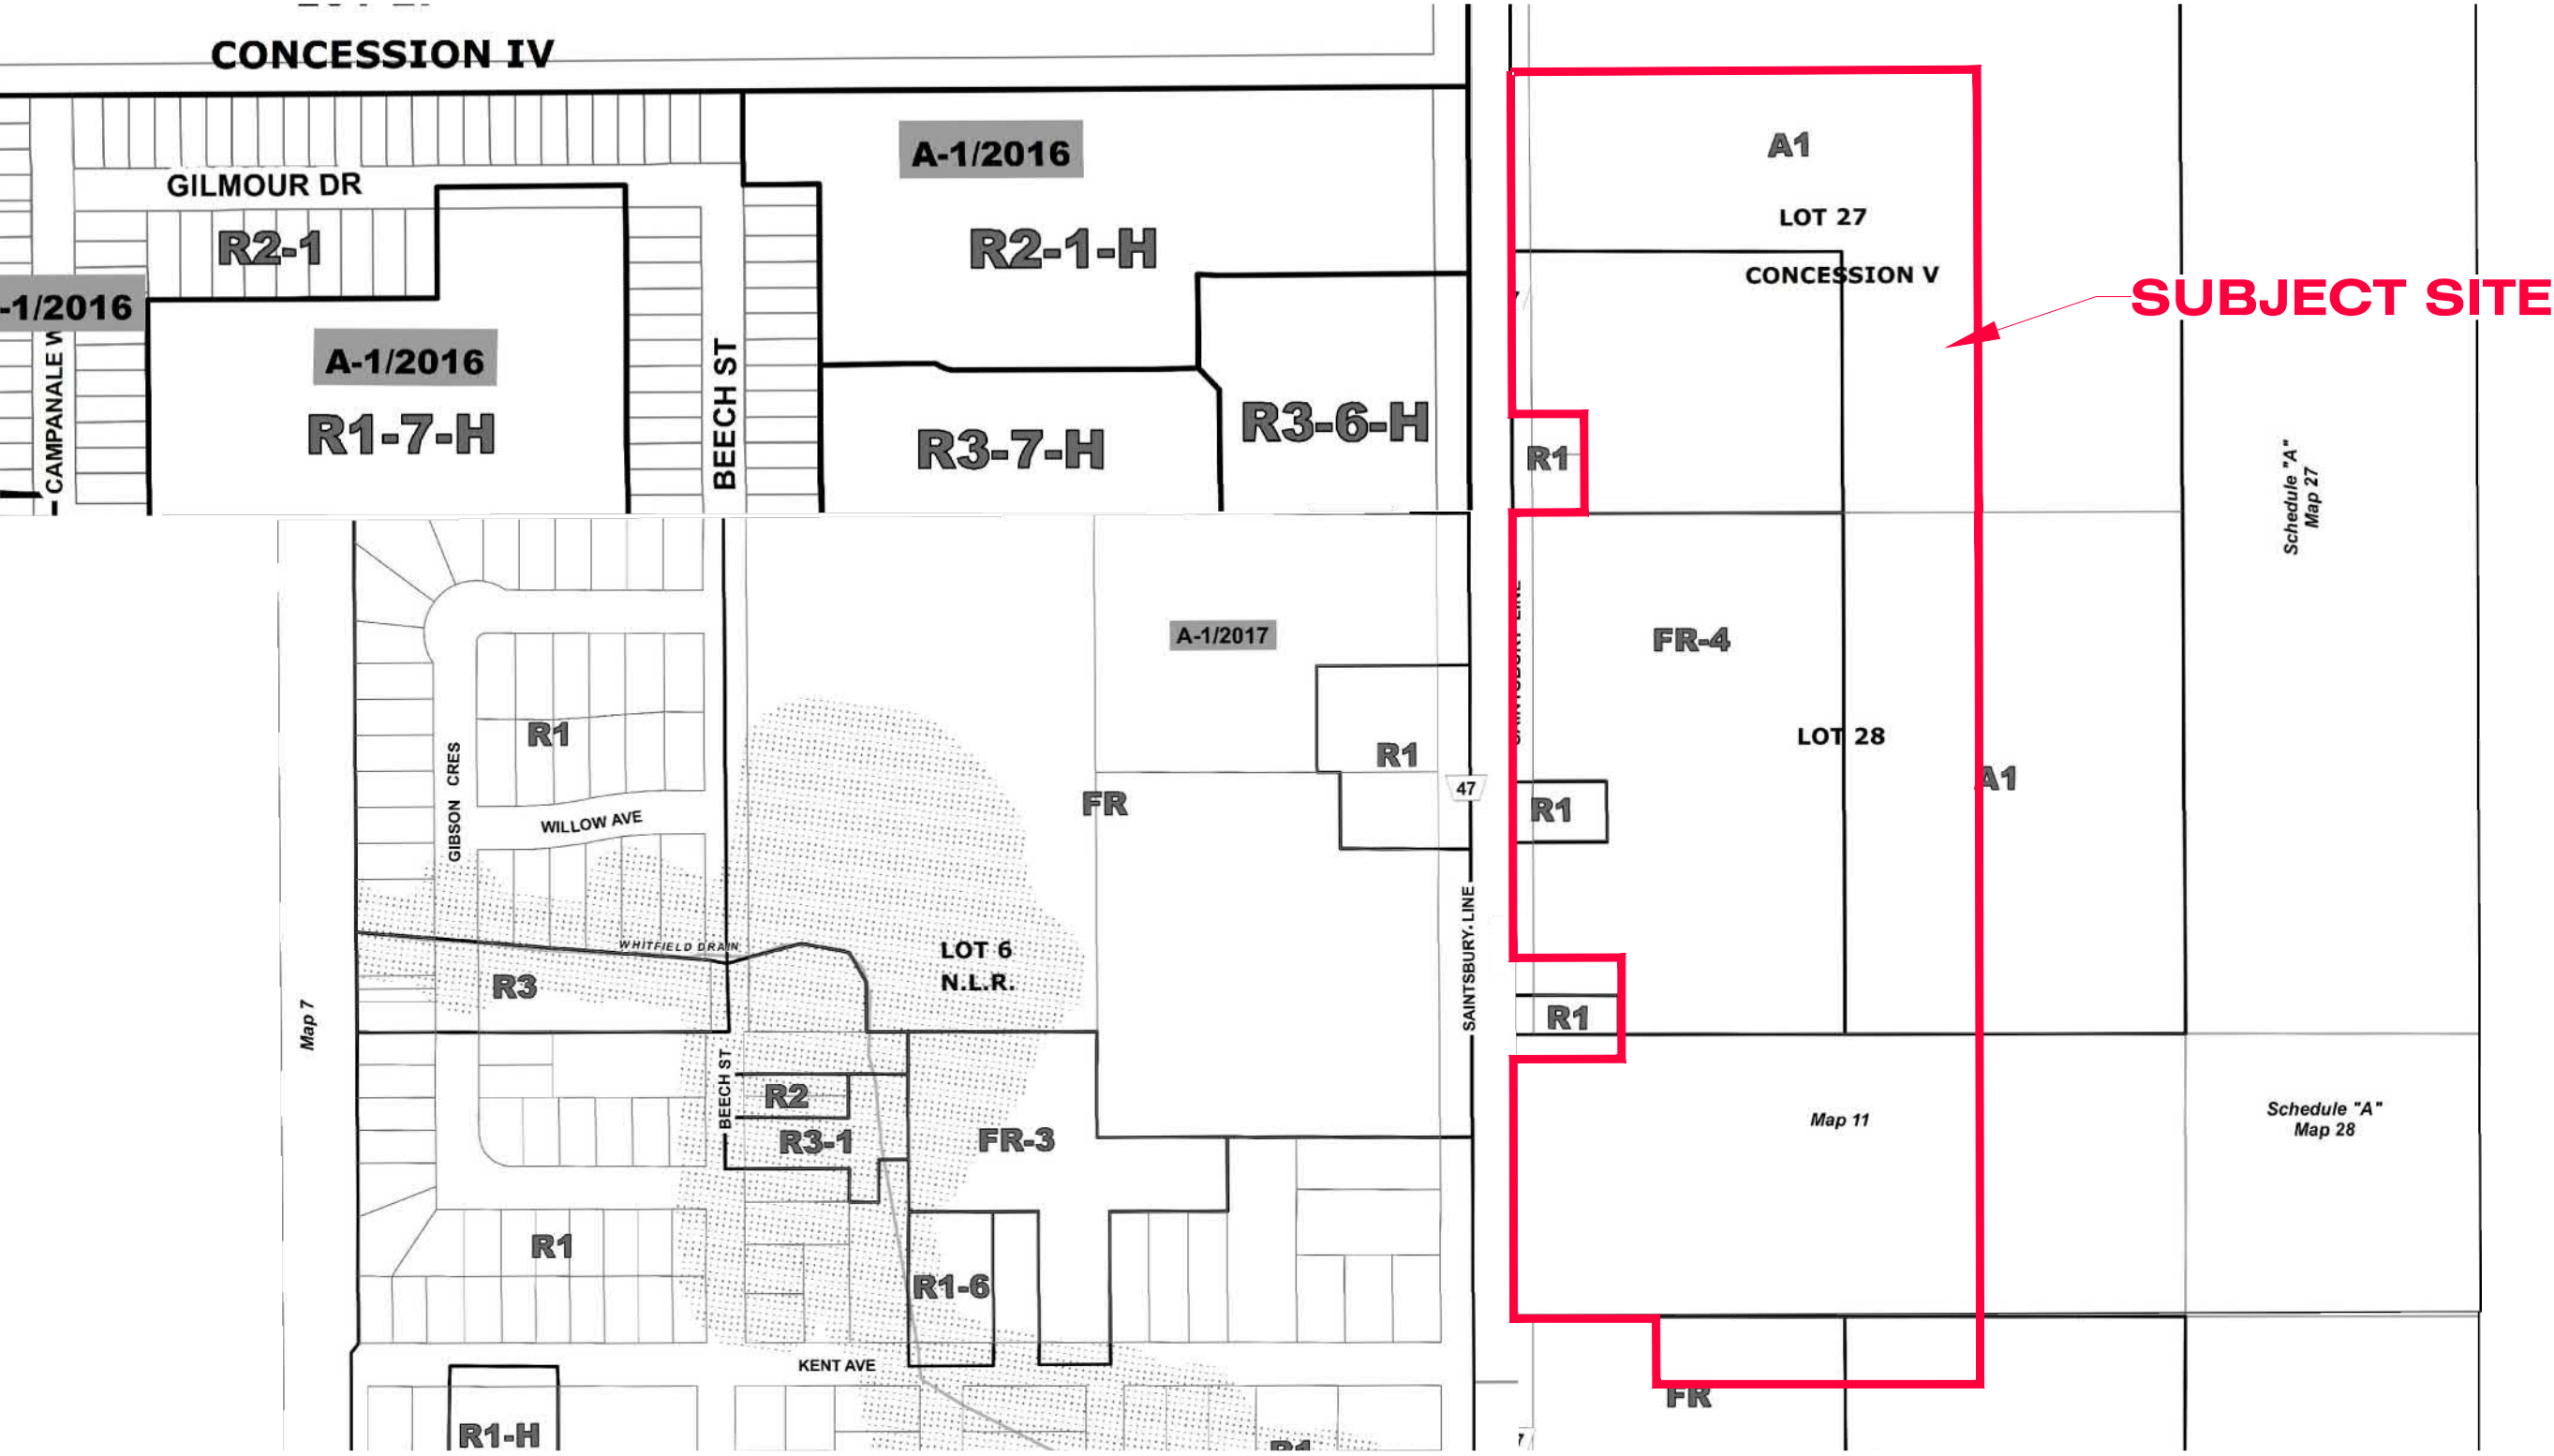 CONCESSION IV
A-1/2016
A1
GILMOUR DR
LOT 27
R2-1
R2-1-H
CONCESSION V
SUBJECT SITE
-1/2016
A-1/2016
CAMPANALE W
BEECH ST
R1-7-H
R3-7-H
R3-6-H
R1
Schedule "A"
Map 27
A-1/2017
FR-4
R1
R1
LOT 28
A1
47
GIBSON CRES
FR
R1
WILLOW AVE
SAINTSBURY LINE
WHITFIELD DRAIN
LOT 6
N.L.R.
R3
R1
Map 7
BEECH ST
R2
R3-1
FR-3
Map 11
Schedule "A"
Map 28
R1
R1-6
KENT AVE
FR
R1-H
R1